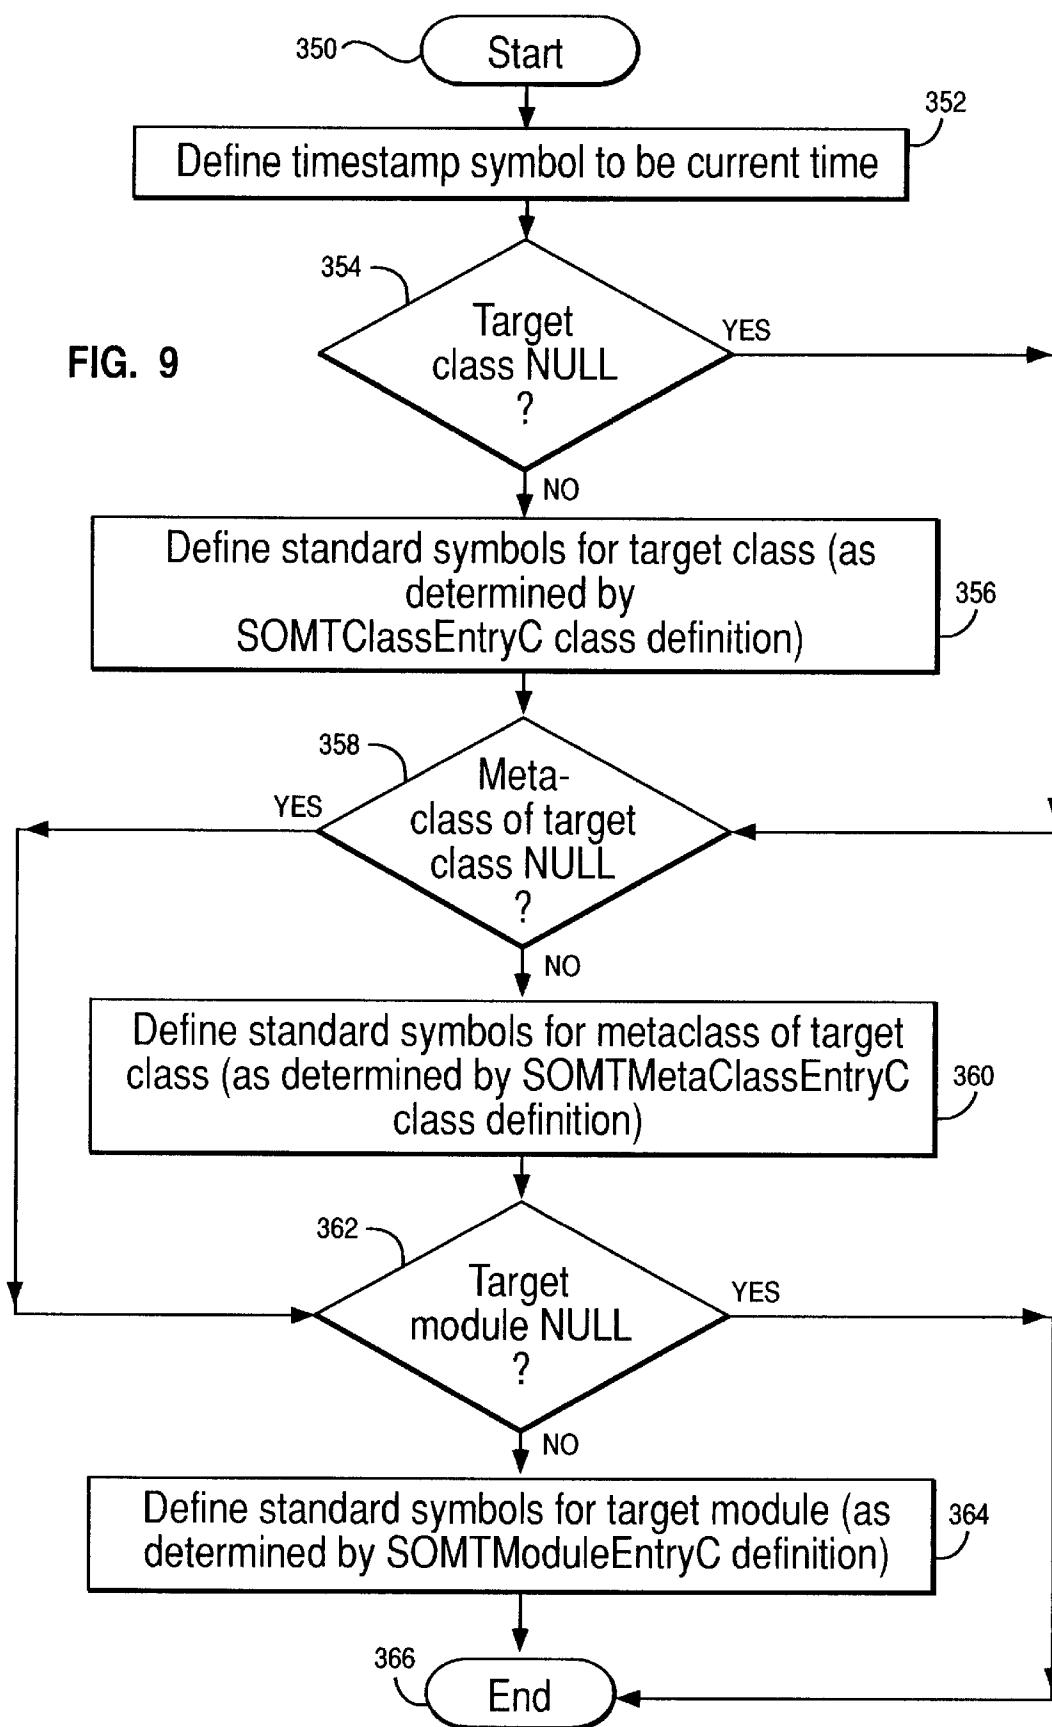 350
Start
352
Define timestamp symbol to be current time
354
FIG. 9
Target
class NULL
?
YES
NO
Define standard symbols for target class (as
determined by
SOMTClassEntryC class definition)
356
358
YES
Meta-
class of target
class NULL
?
NO
Define standard symbols for metaclass of target
class (as determined by SOMTMetaClassEntryC
class definition)
360
362
Target
module NULL
?
YES
NO
Define standard symbols for target module (as
determined by SOMTModuleEntryC definition)
364
366
End